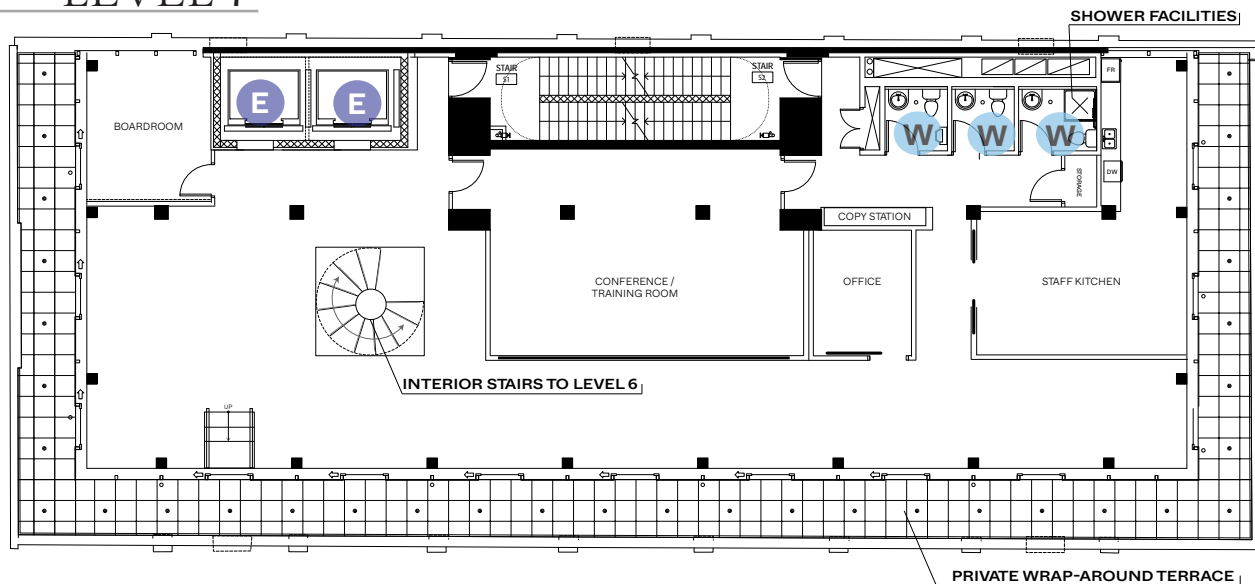 LEVEL 7
SHOWER FACILITIES
STAIR
S1
STAIR
S2
FR
E
E
BOARDROOM
W
W
W
STORAGE
DW
COPY STATION
CONFERENCE /
TRAINING ROOM
OFFICE
STAFF KITCHEN
INTERIOR STAIRS TO LEVEL 6
UP
PRIVATE WRAP-AROUND TERRACE